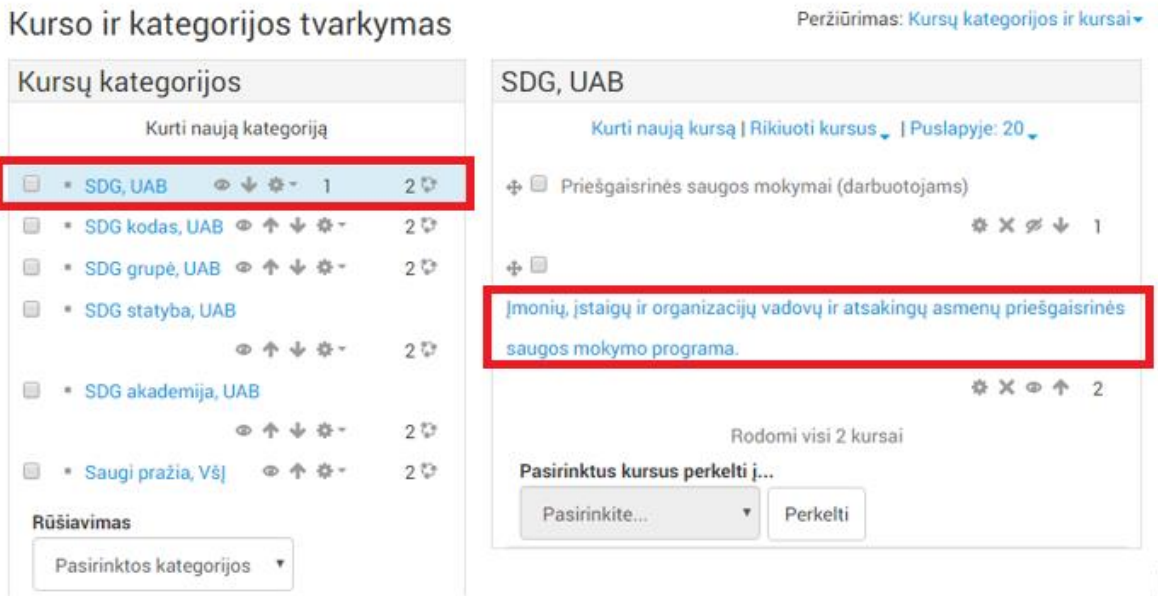 Kurso ir kategorijos tvarkymas
Peržiūrimas: Kursų kategorijos ir kursai
Kursų kategorijos
Kurti naują kategoriją
SDG, UAB 1 2
SDG kodas, UAB 2
SDG grupė, UAB 2
SDG statyba, UAB
2
SDG akademija, UAB
2
Saugi pražia, VšĮ 2
Rūšiavimas
Pasirinktos kategorijos
SDG, UAB
Kurti naują kursą | Rikiuoti kursus | Puslapyje: 20
Priešgaisrinės saugos mokymai (darbuotojams)
1
Įmonių, įstaigų ir organizacijų vadovų ir atsakingų asmenų priešgaisrinės
saugos mokymo programa.
2
Rodomi visi 2 kursai
Pasirinktus kursus perkelti į...
Pasirinkite...
Perkelti